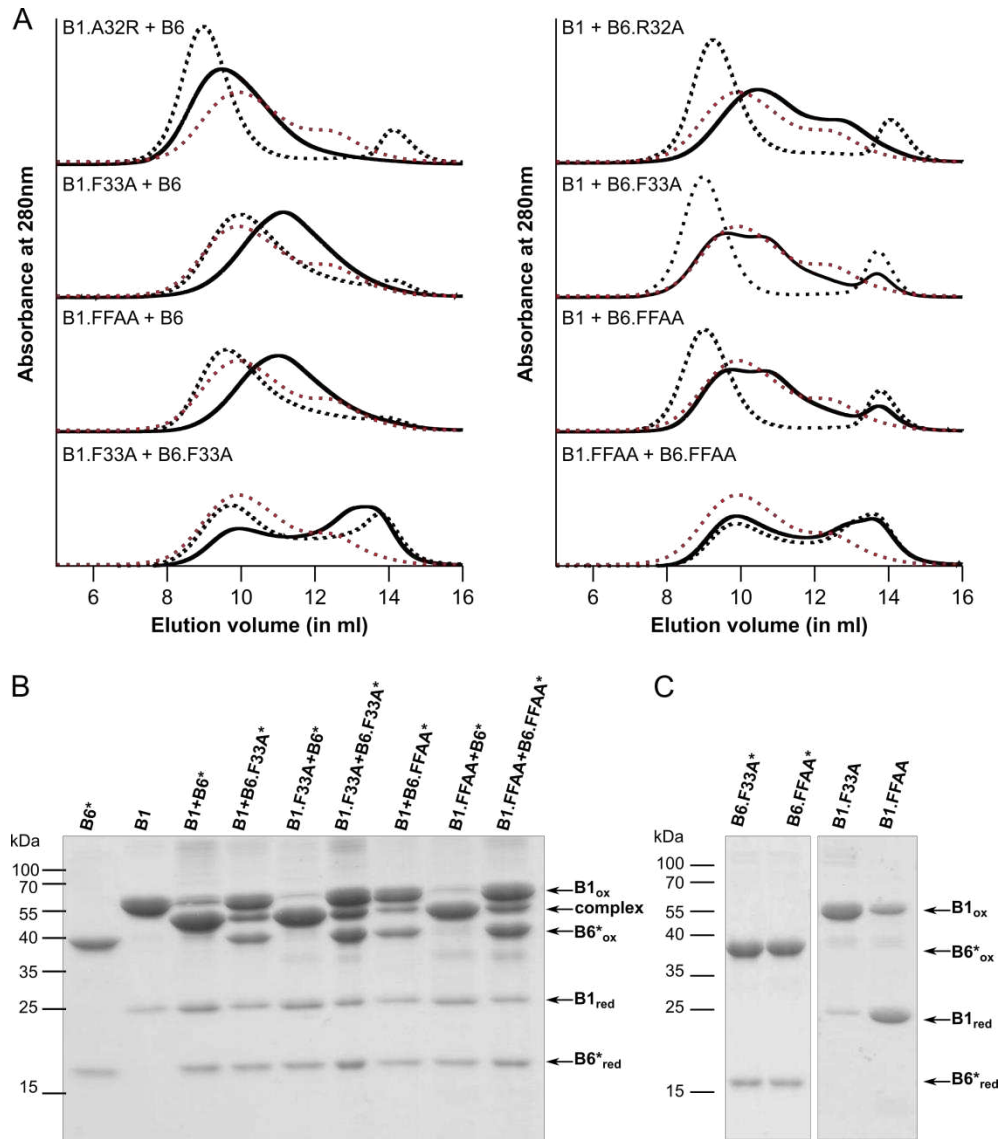 A
B1.A32R + B6
B1.F33A + B6
B1.FFAA + B6
B1.F33A + B6.F33A
Absorbance at 280nm
6 8 10 12 14 16
Elution volume (in ml)
B1 + B6.R32A
B1 + B6.F33A
B1 + B6.FFAA
B1.FFAA + B6.FFAA
Absorbance at 280nm
6 8 10 12 14 16
Elution volume (in ml)
B
B6*
B1
B1+B6*
B1+B6.F33A*
B1.F33A+B6*
B1.F33A+B6.F33A*
B1+B6.FFAA*
B1.FFAA+B6*
B1.FFAA+B6.FFAA*
kDa
100
70
55
40
35
25
15
B1ox
complex
B6*ox
B1red
B6*red
C
B6.F33A*
B6.FFAA*
B1.F33A
B1.FFAA
kDa
100
70
55
40
35
25
15
B1ox
B6*ox
B1red
B6*red